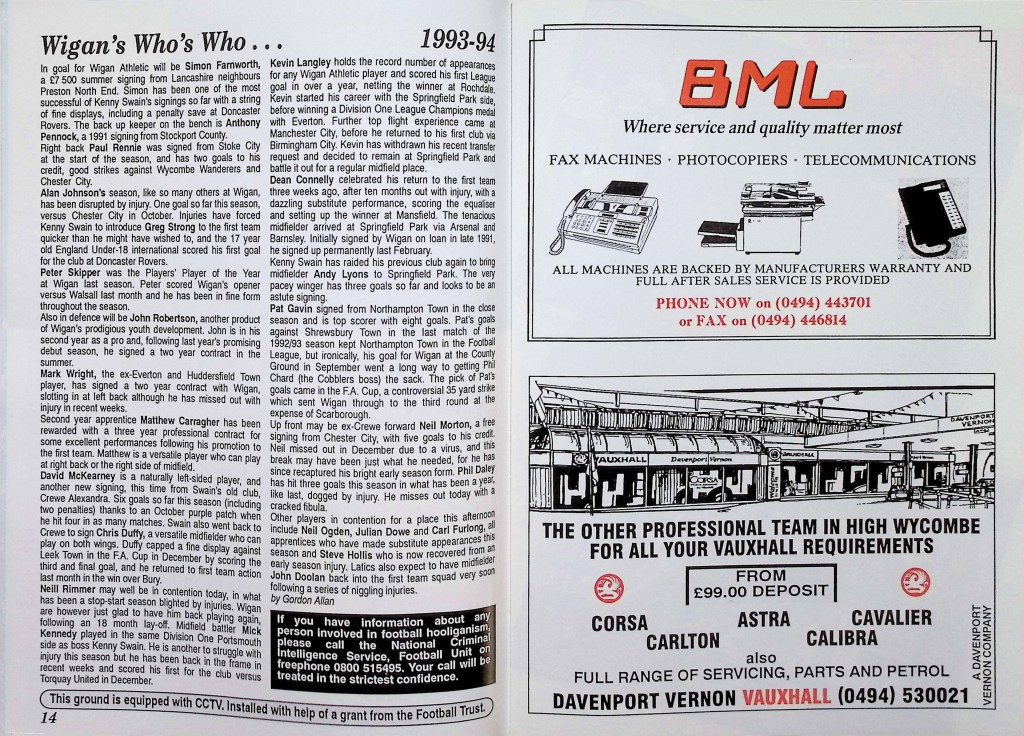 Wigan's Who's Who . . .
1993-94
In goal for Wigan Athletic will be Simon Farnworth,
a £7 500 summer signing from Lancashire neighbours
Preston North End. Simon has been one of the most
successful of Kenny Swain's signings so far with a string
of fine displays, including a penalty save at Doncaster
Rovers. The back up keeper on the bench is Anthony
Pennock, a 1991 signing from Stockport County.
Right back Paul Rennie was signed from Stoke City
at the start of the season, and has two goals to his
credit, good strikes against Wycombe Wanderers and
Chester City.
Alan Johnson's season, like so many others at Wigan,
has been disrupted by injury. One goal so far this season,
versus Chester City in October. Injuries have forced
Kenny Swain to introduce Greg Strong to the first team
quicker than he might have wished to, and the 17 year
old England Under-18 international scored his first goal
for the club at Doncaster Rovers.
Peter Skipper was the Players' Player of the Year
at Wigan last season. Peter scored Wigan's opener
versus Walsall last month and he has been in fine form
throughout the season.
Also in defence will be John Robertson, another product
of Wigan's prodigious youth development. John is in his
second year as a pro and, following last year's promising
debut season, he signed a two year contract in the
summer.
Mark Wright, the ex-Everton and Huddersfield Town
player, has signed a two year contract with Wigan,
slotting in at left back although he has missed out with
injury in recent weeks.
Second year apprentice Matthew Carragher has been
rewarded with a three year professional contract for
some excellent performances following his promotion to
the first team. Matthew is a versatile player who can play
at right back or the right side of midfield.
David McKearney is a naturally left-sided player, and
another new signing, this time from Swain's old club,
Crewe Alexandra. Six goals so far this season (including
two penalties) thanks to an October purple patch when
he hit four in as many matches. Swain also went back to
Crewe to sign Chris Duffy, a versatile midfielder who can
play on both wings. Duffy capped a fine display against
Leek Town in the F.A. Cup in December by scoring the
third and final goal, and he returned to first team action
last month in the win over Bury.
Neill Rimmer may well be in contention today, in what
has been a stop-start season blighted by injuries. Wigan
are however just glad to have him back playing again,
following an 18 month lay-off. Midfield battler Mick
Kennedy played in the same Division One Portsmouth
side as boss Kenny Swain. He is another to struggle with
injury this season but he has been back in the frame in
recent weeks and scored his first for the club versus
Torquay United in December.
Kevin Langley holds the record number of appearances
for any Wigan Athletic player and scored his first League
goal in over a year, netting the winner at Rochdale.
Kevin started his career with the Springfield Park side,
before winning a Division One League Champions medal
with Everton. Further top flight experience came at
Manchester City, before he returned to his first club via
Birmingham City. Kevin has withdrawn his recent transfer
request and decided to remain at Springfield Park and
battle it out for a regular midfield place.
Dean Connelly celebrated his return to the first team
three weeks ago, after ten months out with injury, with a
dazzling substitute performance, scoring the equaliser
and setting up the winner at Mansfield. The tenacious
midfielder arrived at Springfield Park via Arsenal and
Barnsley. Initially signed by Wigan on loan in late 1991,
he signed up permanently last February.
Kenny Swain has raided his previous club again to bring
midfielder Andy Lyons to Springfield Park. The very
pacey winger has three goals so far and looks to be an
astute signing.
Pat Gavin signed from Northampton Town in the close
season and is top scorer with eight goals. Pat's goals
against Shrewsbury Town in the last match of the
1992/93 season kept Northampton Town in the Football
League, but ironically, his goal for Wigan at the County
Ground in September went a long way to getting Phil
Chard (the Cobblers boss) the sack. The pick of Pat's
goals came in the F.A. Cup, a controversial 35 yard strike
which sent Wigan through to the third round at the
expense of Scarborough.
Up front may be ex-Crewe forward Neil Morton, a free
signing from Chester City, with five goals to his credit.
Neil missed out in December due to a virus, and this
break may have been just what he needed, for he has
since recaptured his bright early season form. Phil Daley
has hit three goals this season in what has been a year,
like last, dogged by injury. He misses out today with a
cracked fibula.
Other players in contention for a place this afternoon
include Neil Ogden, Julian Dowe and Carl Furlong, all
apprentices who have made substitute appearances this
season and Steve Hollis who is now recovered from an
early season injury. Latics also expect to have midfielder
John Doolan back into the first team squad very soon
following a series of niggling injuries.
by Gordon Allan
If you have information about any
person involved in football hooliganism,
please call the National Criminal
Intelligence Service, Football Unit on
freephone 0800 515495. Your call will be
treated in the strictest confidence.
This ground is equipped with CCTV. Installed with help of a grant from the Football Trust.
14
BML
Where service and quality matter most
FAX MACHINES · PHOTOCOPIERS · TELECOMMUNICATIONS
ALL MACHINES ARE BACKED BY MANUFACTURERS WARRANTY AND
FULL AFTER SALES SERVICE IS PROVIDED
PHONE NOW on (0494) 443701
or FAX on (0494) 446814
DAVENPORT
VERNON
VAUXHALL
Davenport Vernon
VAUXHALL
CORSA
THE OTHER PROFESSIONAL TEAM IN HIGH WYCOMBE
FOR ALL YOUR VAUXHALL REQUIREMENTS
FROM
£99.00 DEPOSIT
CORSA
ASTRA
CAVALIER
CARLTON
CALIBRA
also
FULL RANGE OF SERVICING, PARTS AND PETROL
DAVENPORT VERNON VAUXHALL (0494) 530021
A DAVENPORT
VERNON COMPANY